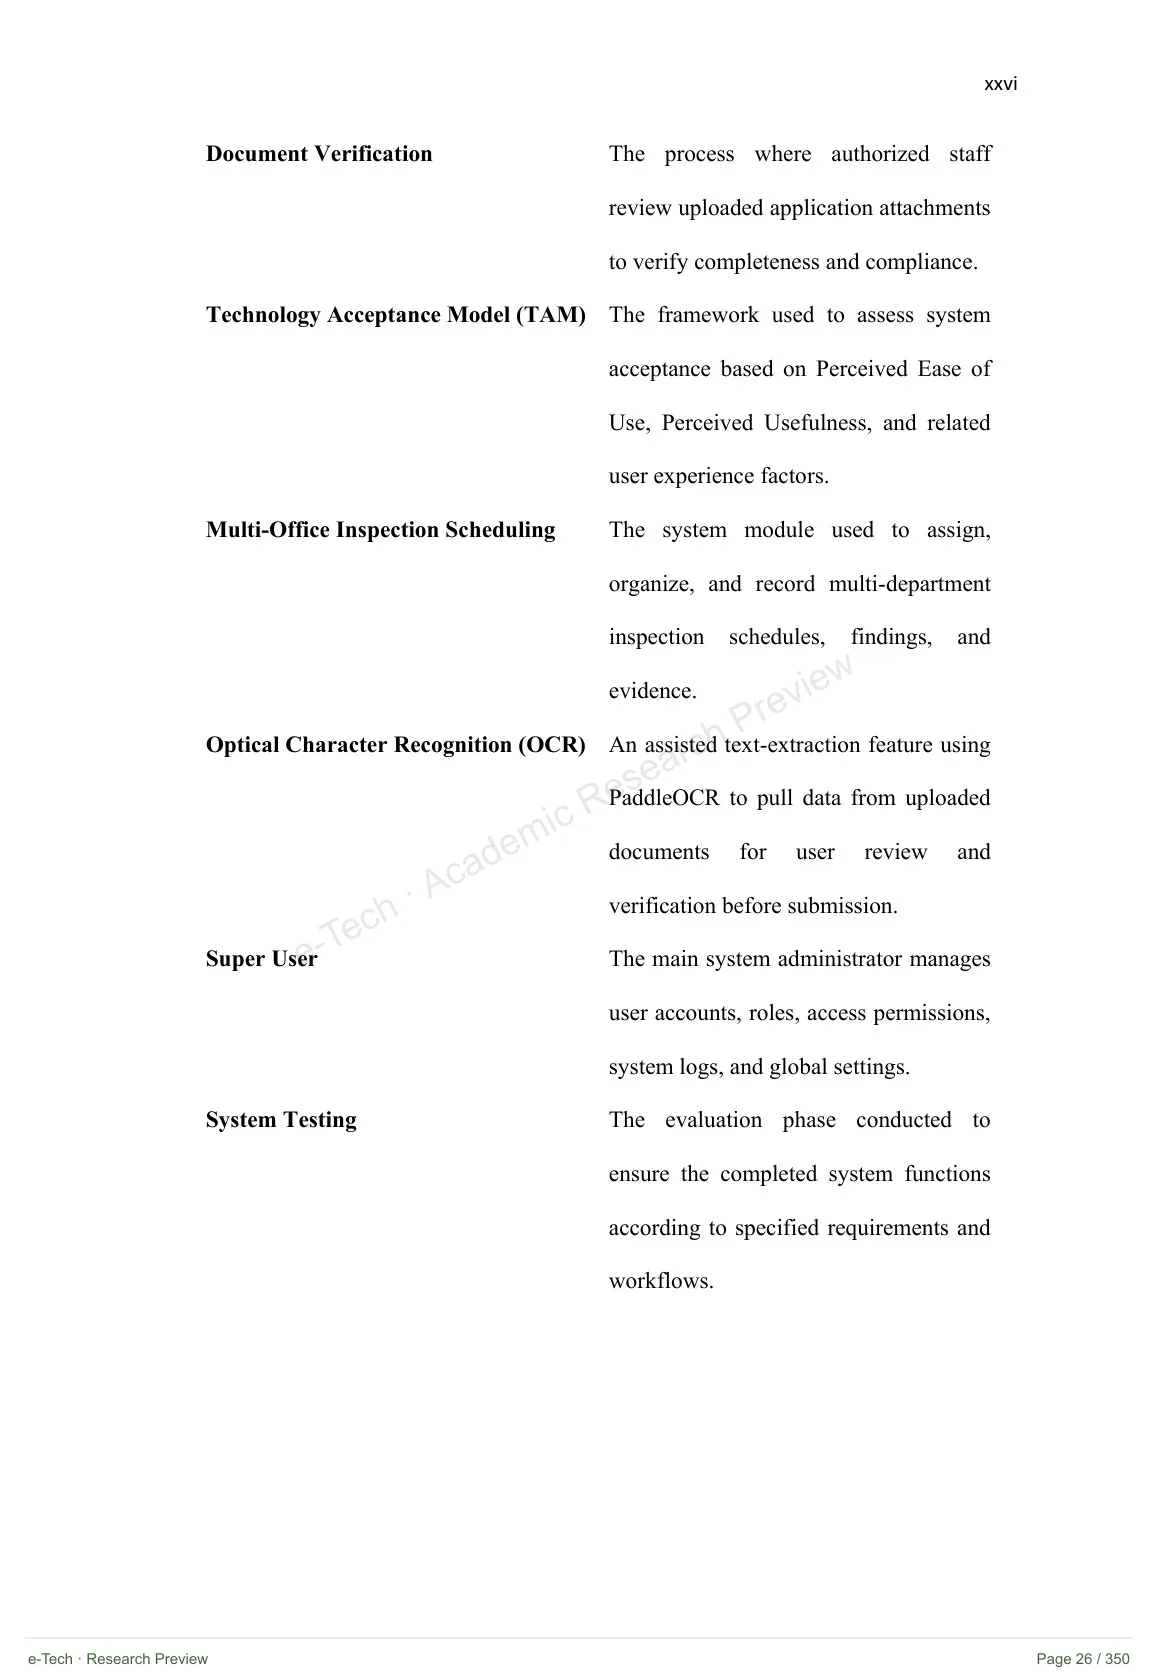 xxvi
Document Verification
The process where authorized staff
review uploaded application attachments
to verify completeness and compliance.
Technology Acceptance Model (TAM)
The framework used to assess system
acceptance based on Perceived Ease of
Use, Perceived Usefulness, and related
user experience factors.
Multi-Office Inspection Scheduling
The system module used to assign,
organize, and record multi-department
inspection schedules, findings, and
evidence.
Optical Character Recognition (OCR)
An assisted text-extraction feature using
PaddleOCR to pull data from uploaded
documents for user review and
verification before submission.
Super User
The main system administrator manages
user accounts, roles, access permissions,
system logs, and global settings.
System Testing
The evaluation phase conducted to
ensure the completed system functions
according to specified requirements and
workflows.
e-Tech · Academic Research Preview
e-Tech · Research Preview
Page 26 / 350